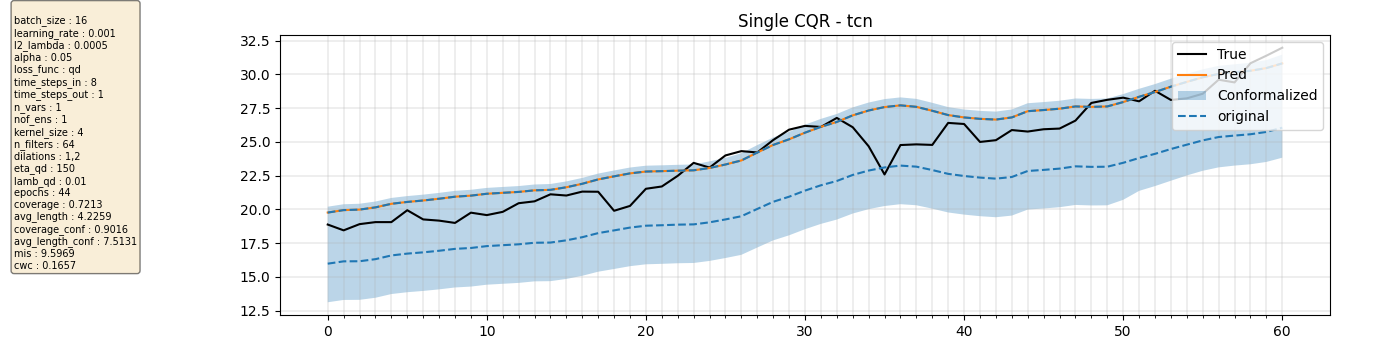 batch_size : 16
learning_rate : 0.001
l2_lambda : 0.0005
alpha : 0.05
loss_func : qd
time_steps_in : 8
time_steps_out : 1
n_vars : 1
nof_ens : 1
kernel_size : 4
n_filters : 64
dilations : 1,2
eta_qd : 150
lamb_qd : 0.01
epochs : 44
coverage : 0.7213
avg_length : 4.2259
coverage_conf : 0.9016
avg_length_conf : 7.5131
mis : 9.5969
cwc : 0.1657
Single CQR - tcn
32.5
30.0
27.5
25.0
22.5
20.0
17.5
15.0
12.5
0 10 20 30 40 50 60
True
Pred
Conformalized
original